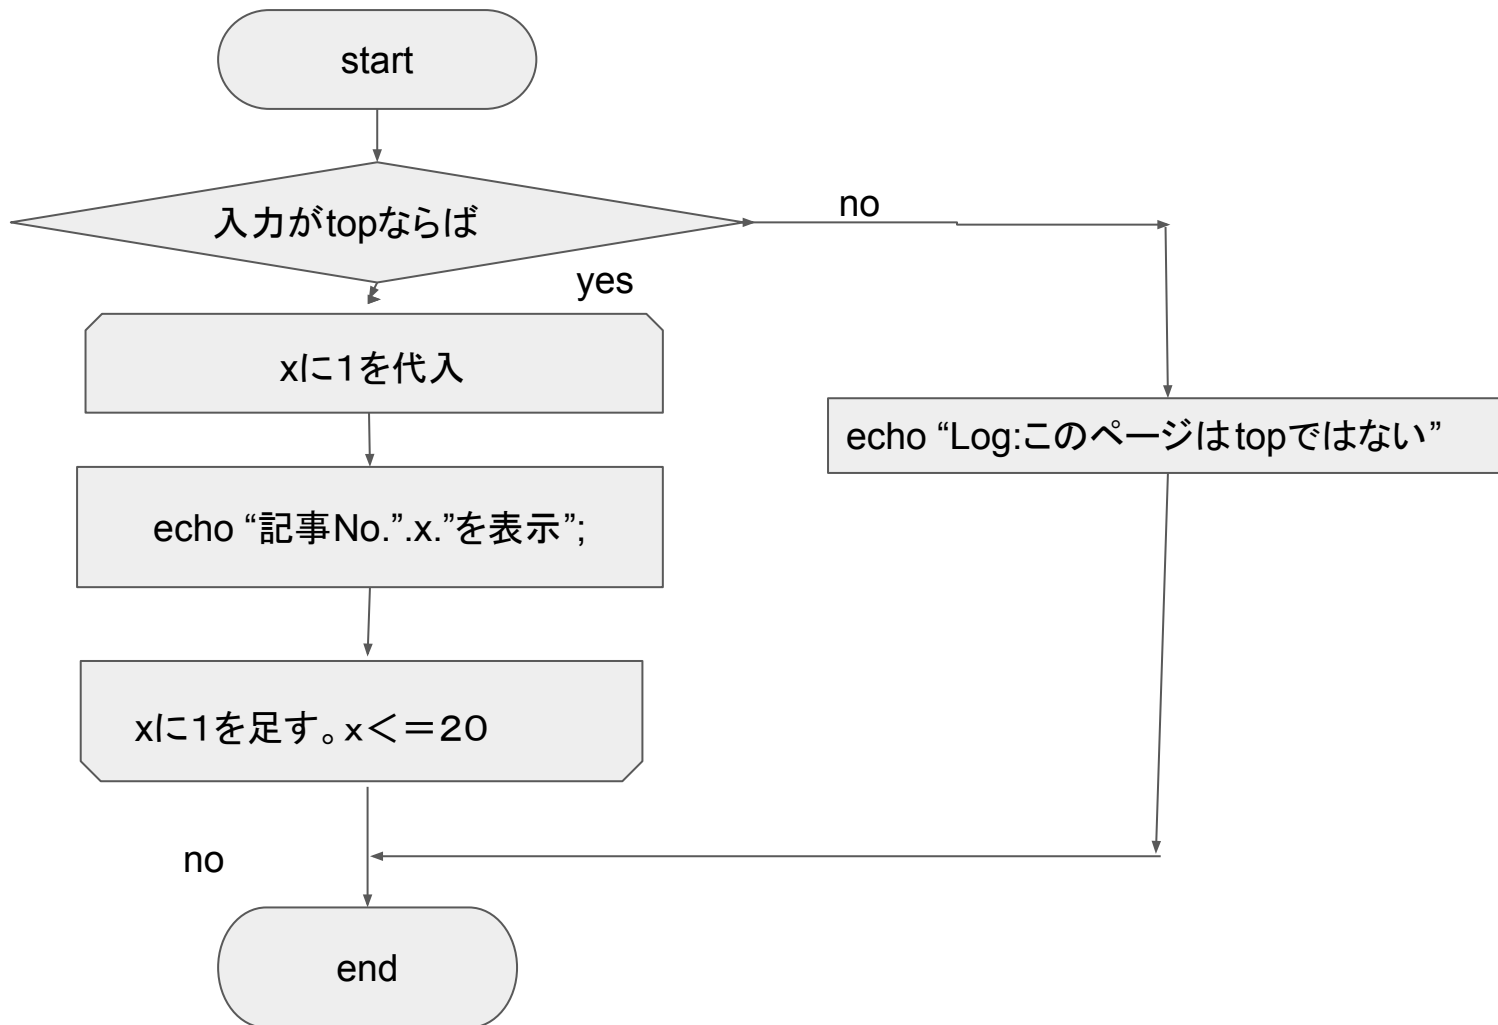 start
入力がtopならば
no
yes
xに1を代入
echo “Log:このページはtopではない”
echo “記事No.”.x.”を表示”;
xに1を足す。x＜＝20
no
end